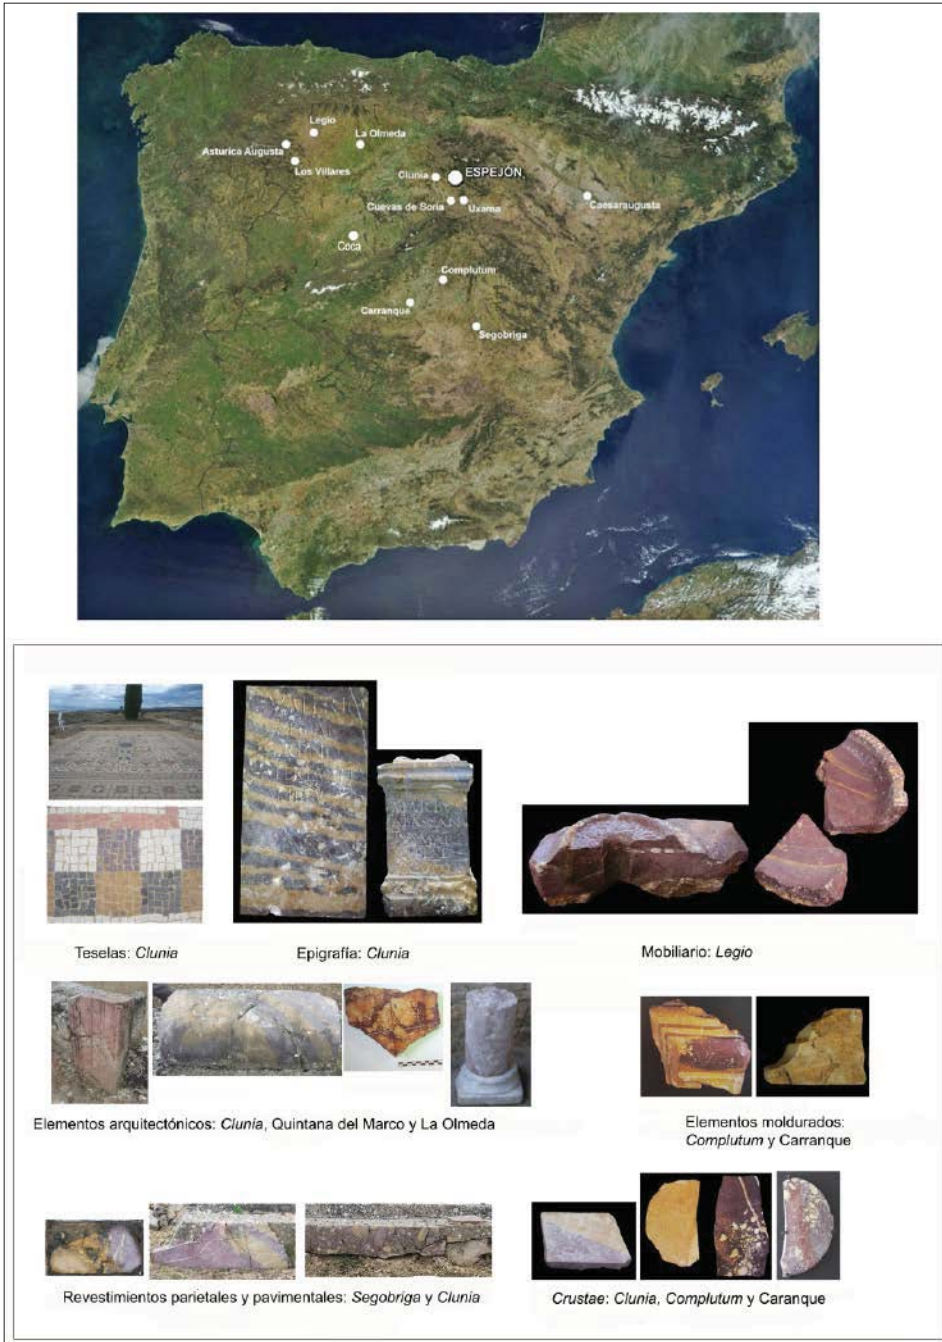 Legio
La Olmeda
Asturica Augusta
Los Villares
Clunia
ESPEJÓN
Cuevas de Soria
Uxama
Caesaraugusta
Coca
Complutum
Carranque
Segobriga
Teselas: Clunia
Epigrafía: Clunia
Mobiliario: Legio
Elementos arquitectónicos: Clunia, Quintana del Marco y La Olmeda
Elementos moldurados:
Complutum y Carranque
Revestimientos parietales y pavimentales: Segobriga y Clunia
Crustae: Clunia, Complutum y Caranque